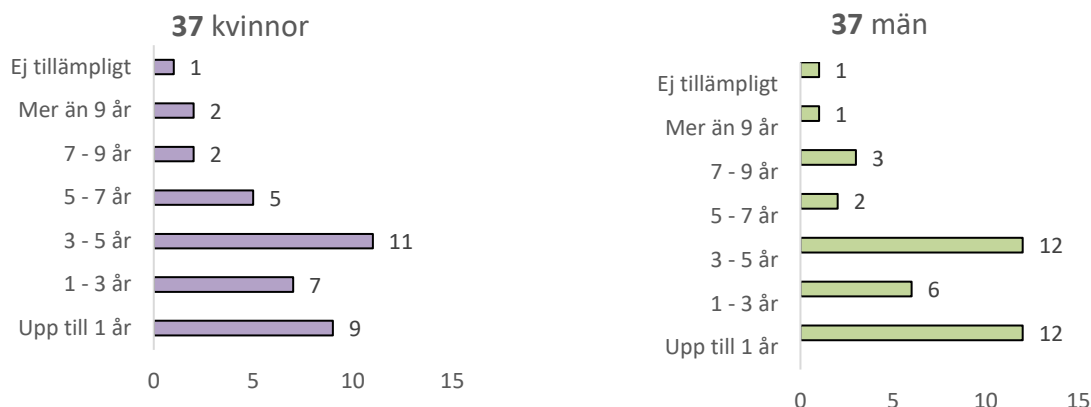 37 kvinnor
Ej tillämpligt 1
Mer än 9 år 2
7 - 9 år 2
5 - 7 år 5
3 - 5 år 11
1 - 3 år 7
Upp till 1 år 9
0 5 10 15
37 män
Ej tillämpligt 1
Mer än 9 år 1
7 - 9 år 3
5 - 7 år 2
3 - 5 år 12
1 - 3 år 6
Upp till 1 år 12
0 5 10 15